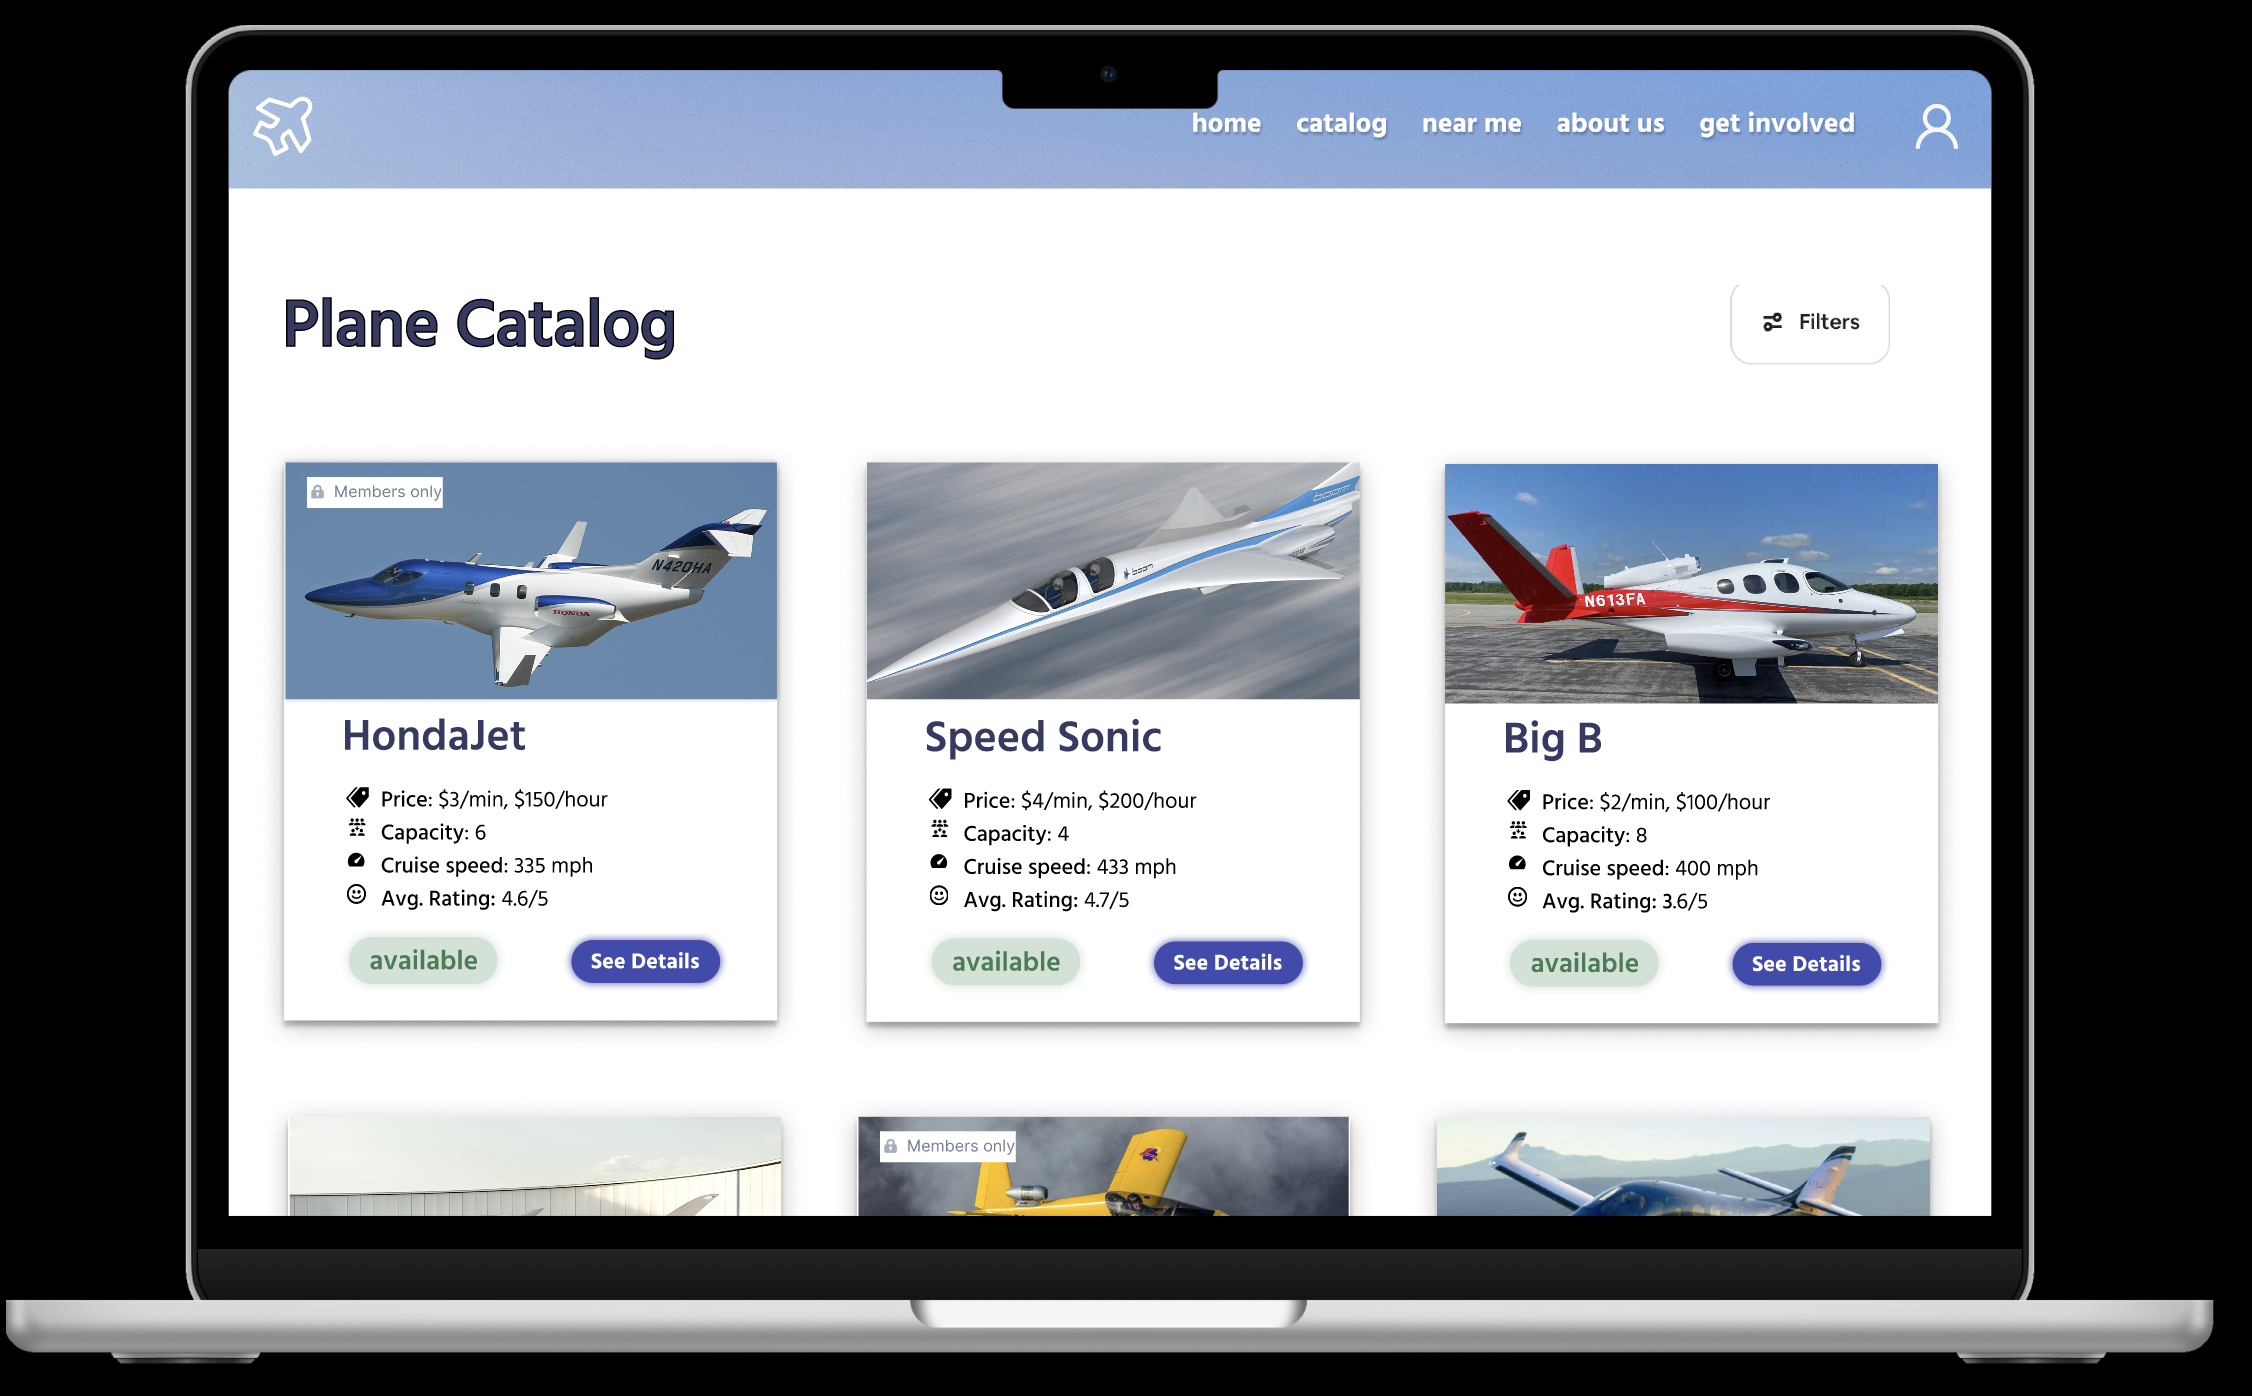 home catalog near me about us get involved
Plane Catalog
Filters
Members only
N420HA
HONDA
HondaJet
Price: $3/min, $150/hour
Capacity: 6
Cruise speed: 335 mph
Avg. Rating: 4.6/5
available
See Details
boom
boom
Speed Sonic
Price: $4/min, $200/hour
Capacity: 4
Cruise speed: 433 mph
Avg. Rating: 4.7/5
available
See Details
N613FA
Big B
Price: $2/min, $100/hour
Capacity: 8
Cruise speed: 400 mph
Avg. Rating: 3.6/5
available
See Details
Members only